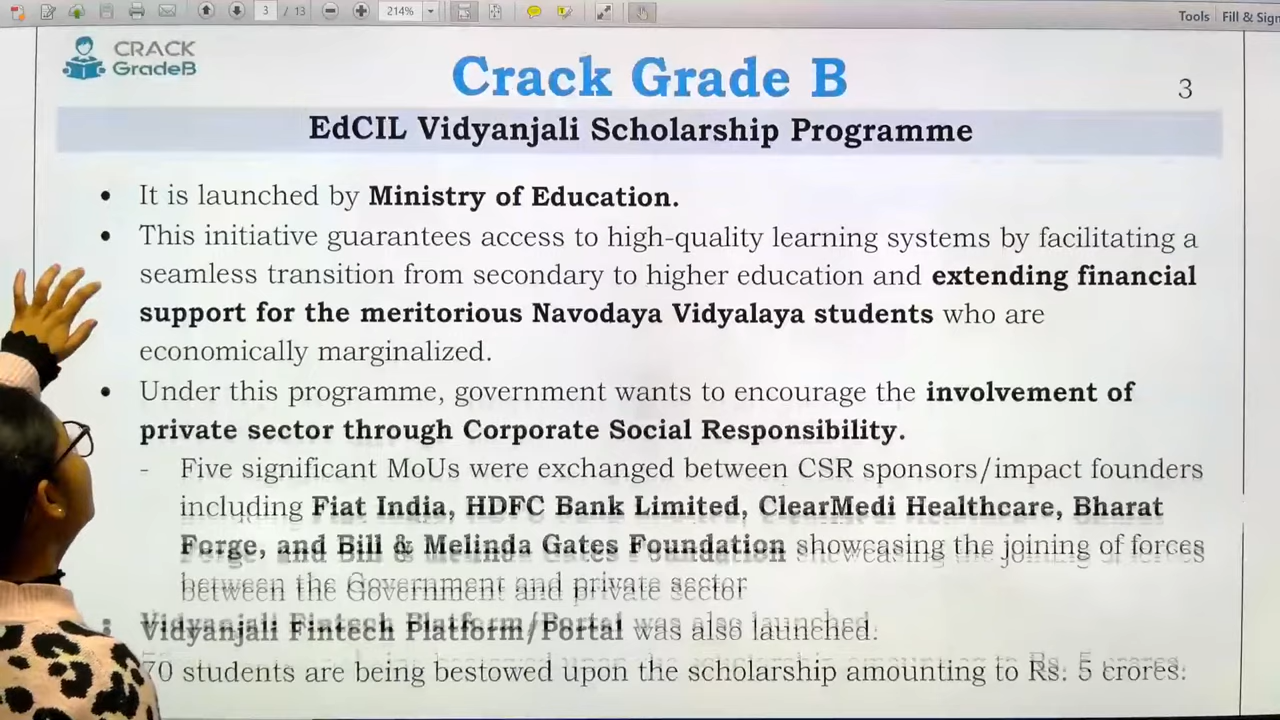 3 / 13
214%
Tools
Fill & Sign
CRACK
GradeB
Crack Grade B
3
EdCIL Vidyanjali Scholarship Programme
• It is launched by Ministry of Education.
• This initiative guarantees access to high-quality learning systems by facilitating a
seamless transition from secondary to higher education and extending financial
support for the meritorious Navodaya Vidyalaya students who are
economically marginalized.
• Under this programme, government wants to encourage the involvement of
private sector through Corporate Social Responsibility.
- Five significant MoUs were exchanged between CSR sponsors/impact founders
including Fiat India, HDFC Bank Limited, ClearMedi Healthcare, Bharat
Forge, and Bill & Melinda Gates Foundation showcasing the joining of forces
between the Government and private sector
• Vidyanjali Fintech Platform/Portal was also launched.
70 students are being bestowed upon the scholarship amounting to Rs. 5 crores.